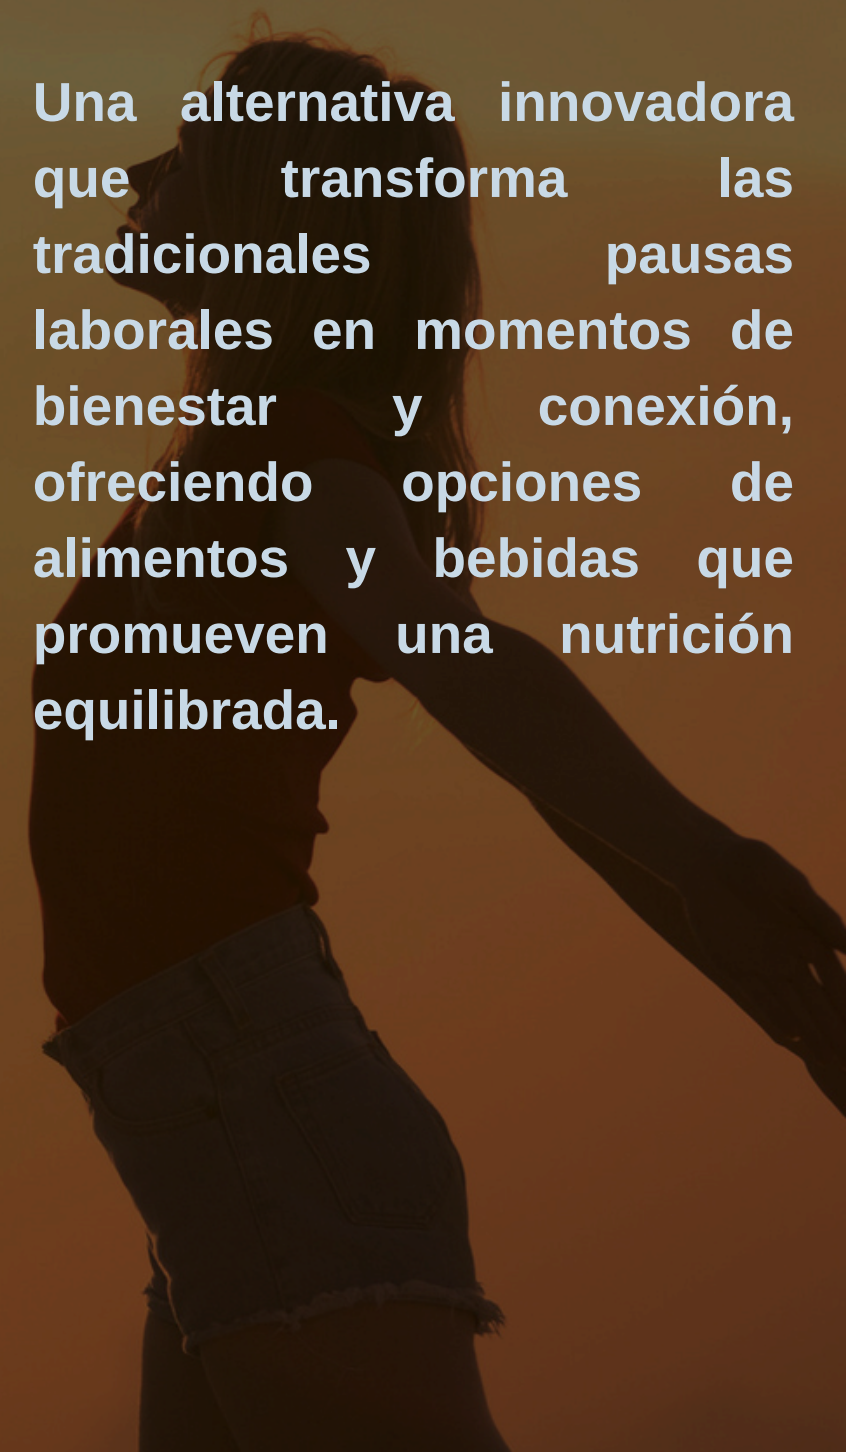 Una alternativa innovadora
que transforma las
tradicionales pausas
laborales en momentos de
bienestar y conexión,
ofreciendo opciones de
alimentos y bebidas que
promueven una nutrición
equilibrada.